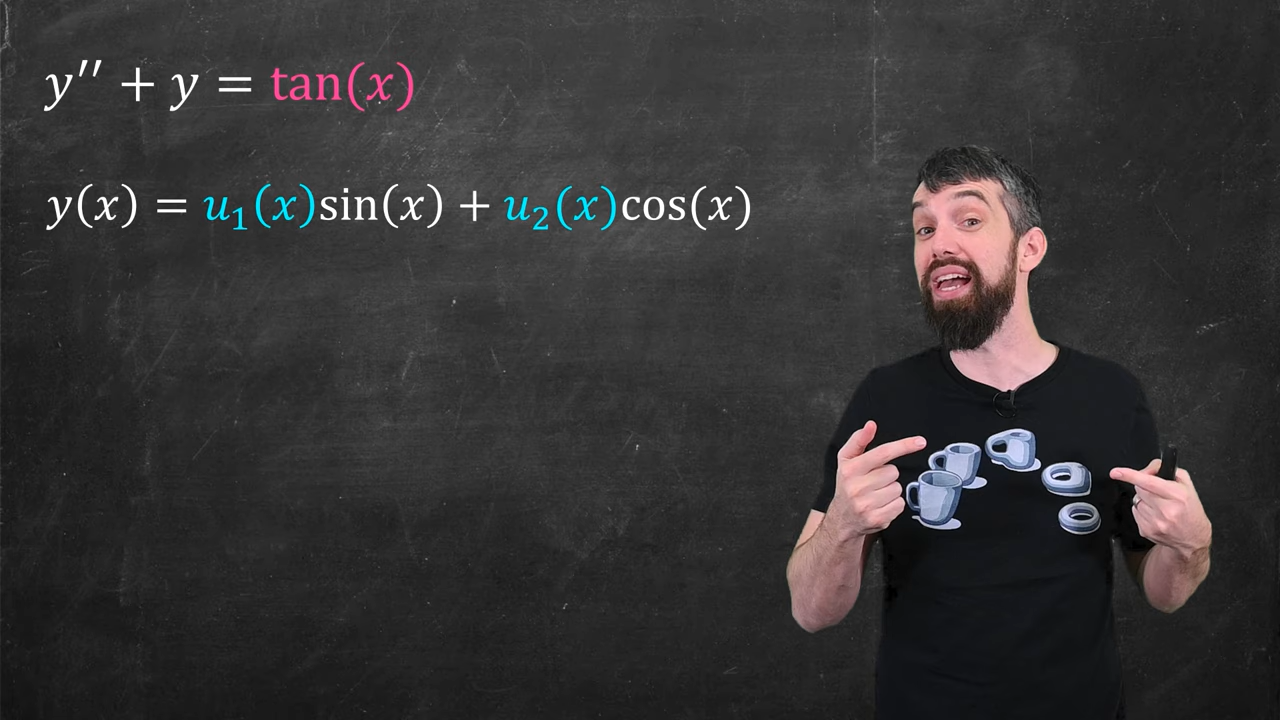 y″ + y = tan(x)
y(x) = u₁(x)sin(x) + u₂(x)cos(x)